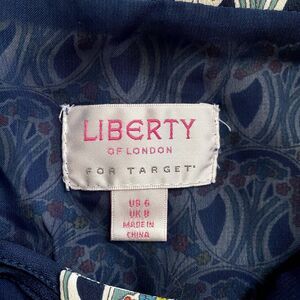 LIBERTY
OF LONDON
FOR TARGET*
US 6
UK 8
MADE IN
CHINA